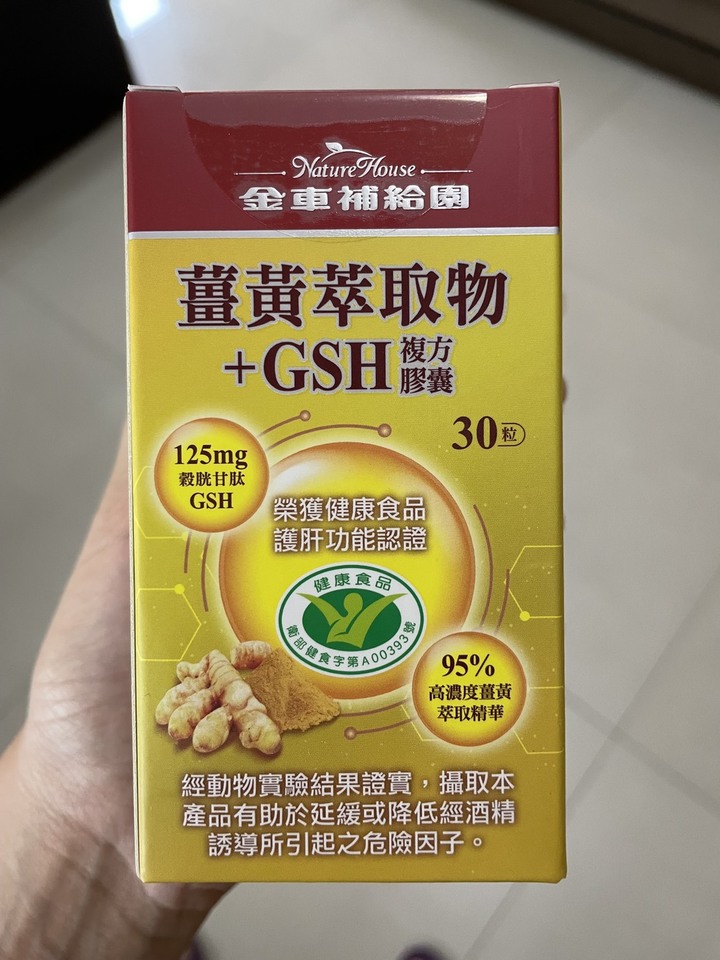 Nature House
金車補給園
薑黃萃取物
+GSH複方膠囊
30粒
125mg
穀胱甘肽
GSH
榮獲健康食品
護肝功能認證
健康食品
衛部健食字第A00393號
95%
高濃度薑黃
萃取精華
經動物實驗結果證實，攝取本
產品有助於延緩或降低經酒精
誘導所引起之危險因子。